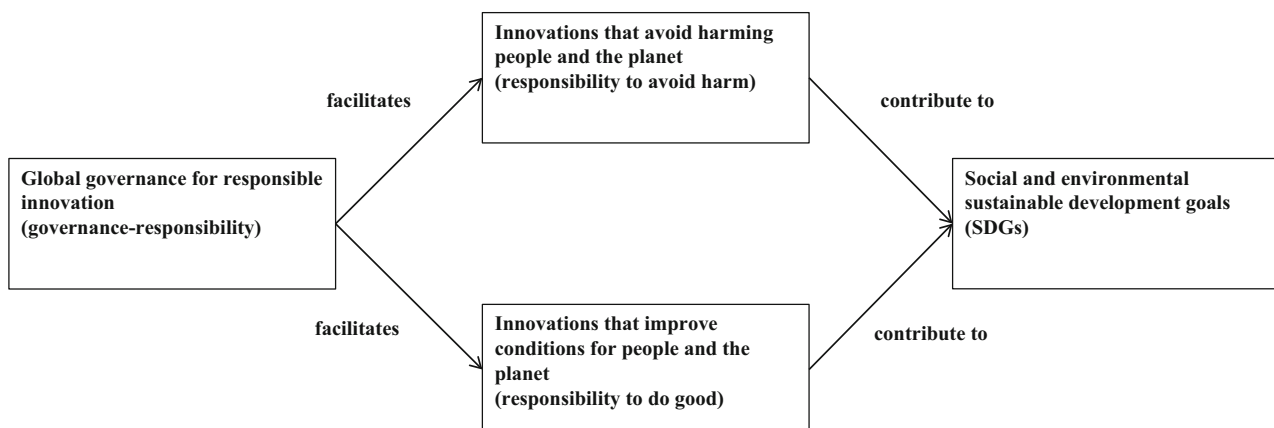 Innovations that avoid harming
people and the planet
(responsibility to avoid harm)
facilitates
contribute to
Global governance for responsible
innovation
(governance-responsibility)
Social and environmental
sustainable development goals
(SDGs)
facilitates
Innovations that improve
conditions for people and the
planet
(responsibility to do good)
contribute to